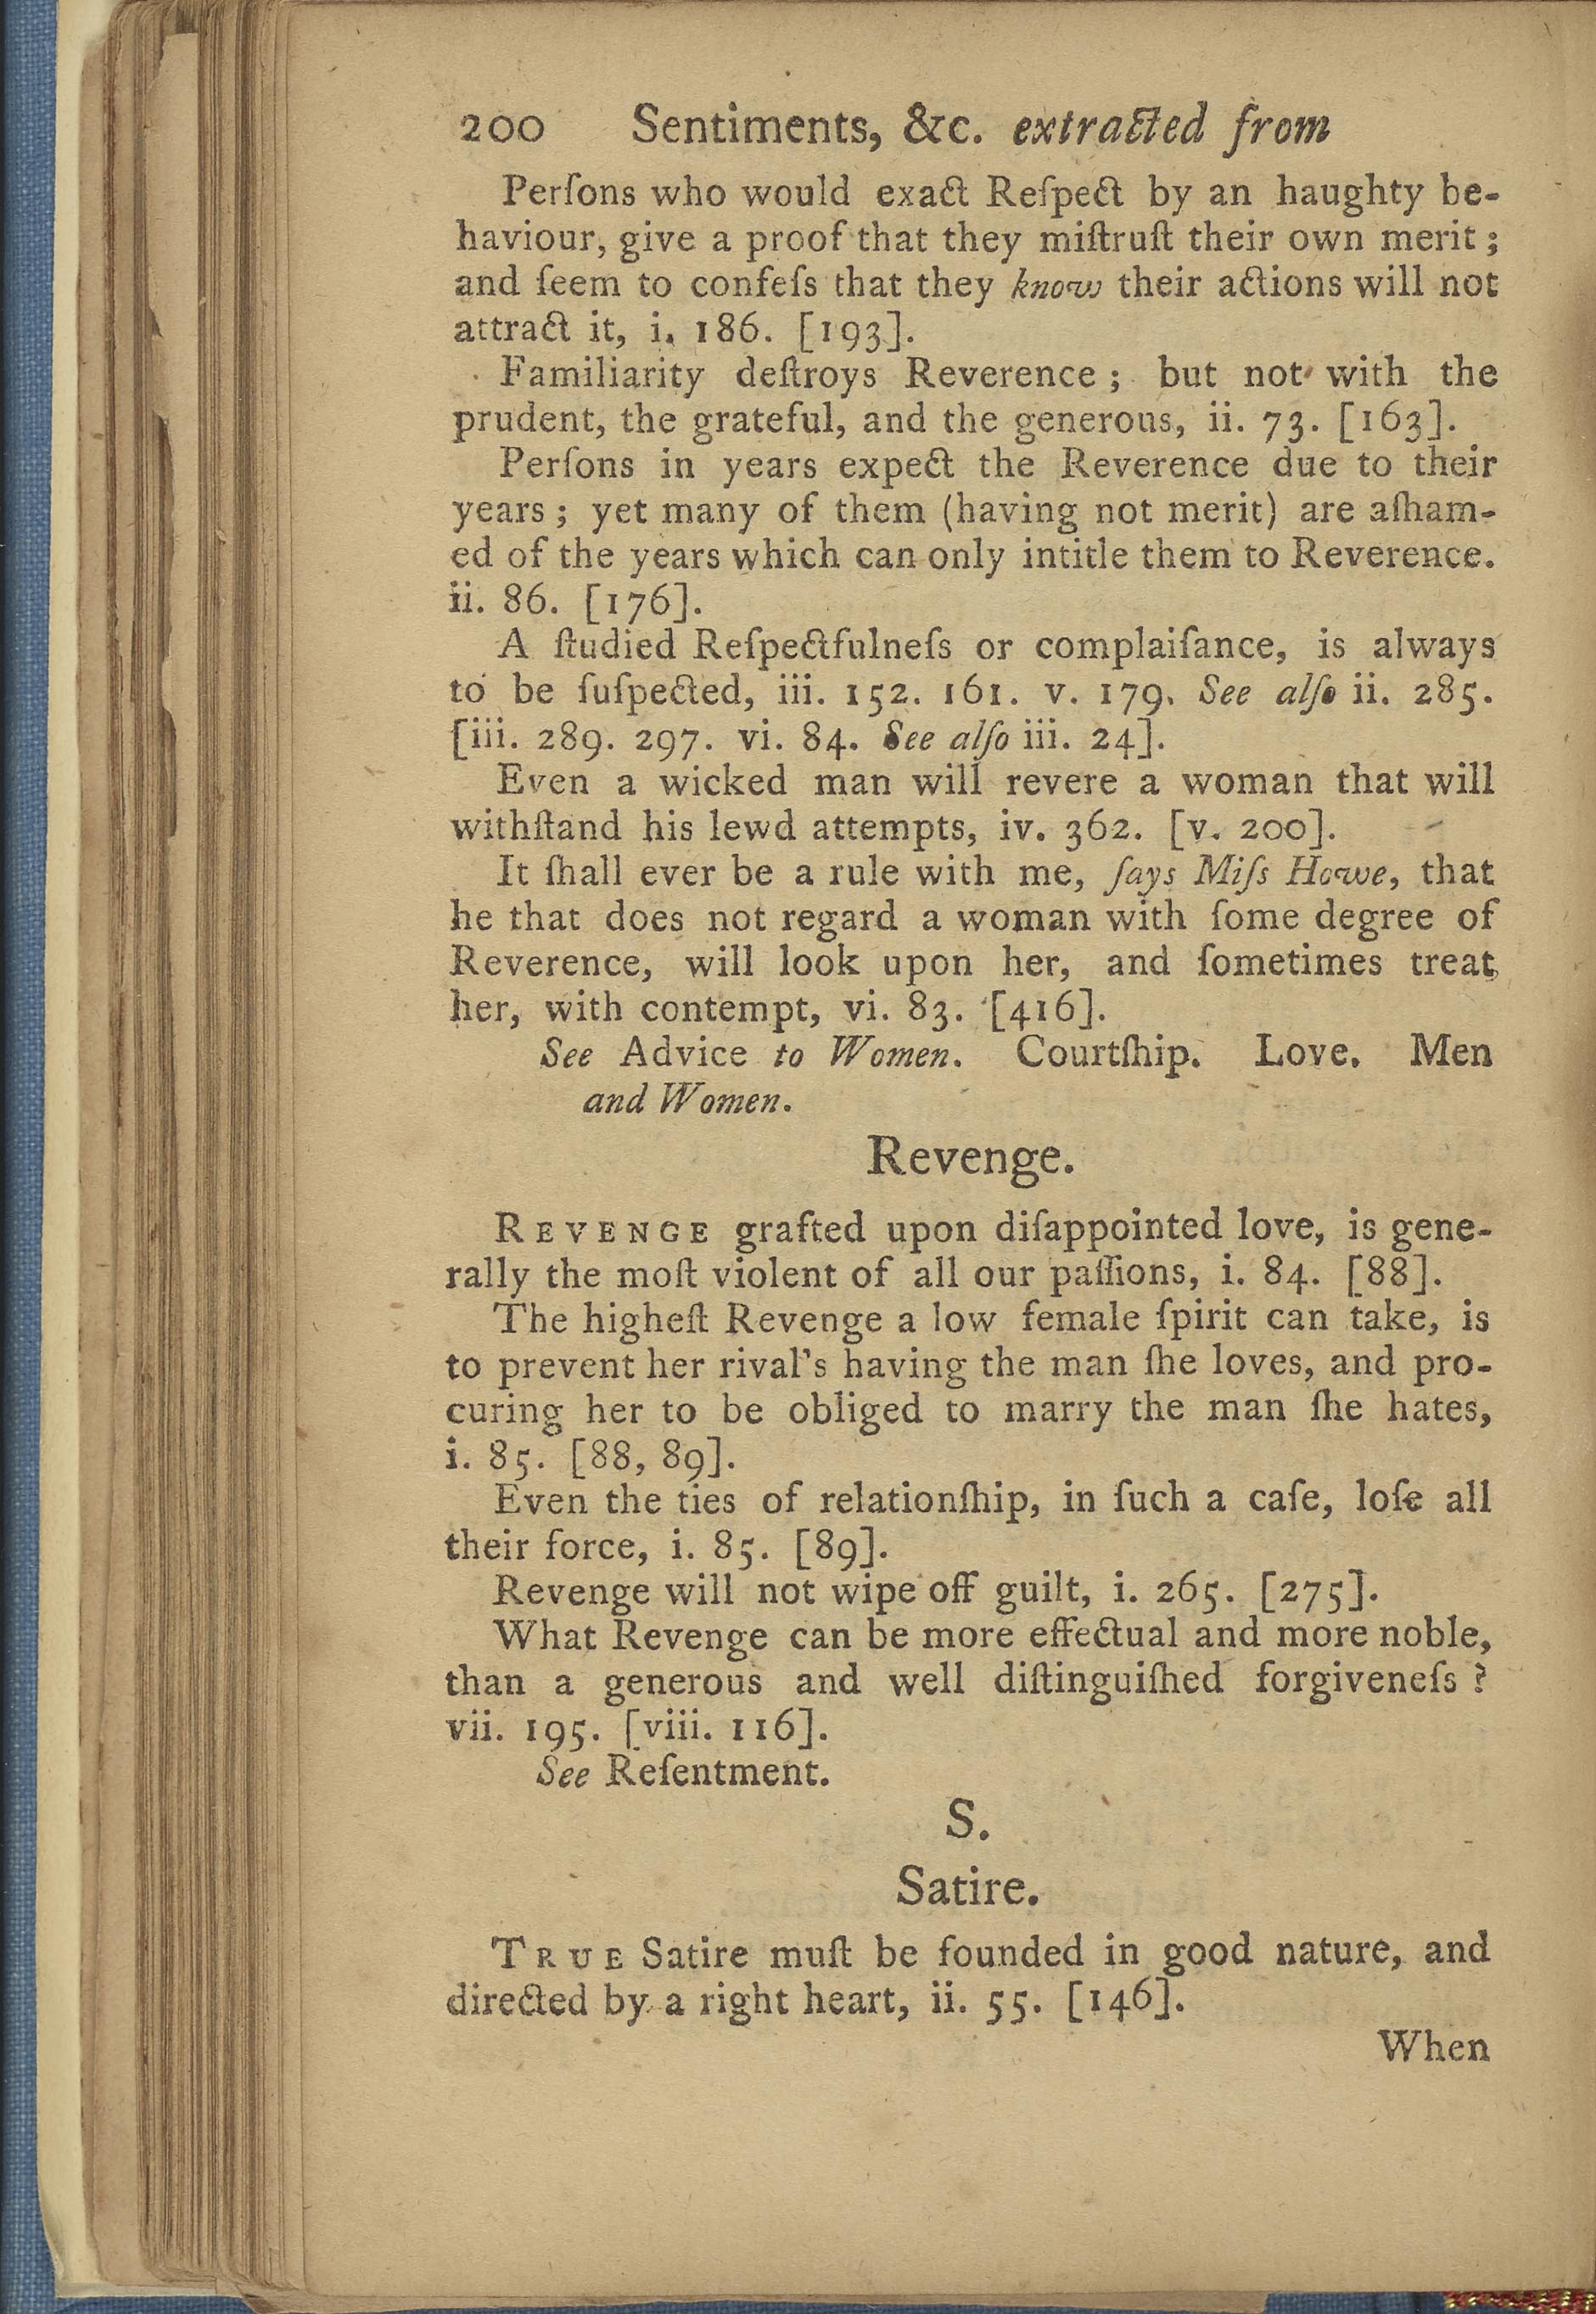 200 Sentiments, &c. extracted from
Perſons who would exact Reſpect by an haughty be-
haviour, give a proof that they miſtruſt their own merit;
and ſeem to confeſs that they know their actions will not
attract it, i. 186. [193].
Familiarity deſtroys Reverence; but not with the
prudent, the grateful, and the generous, ii. 73. [163].
Perſons in years expect the Reverence due to their
years; yet many of them (having not merit) are aſham-
ed of the years which can only intitle them to Reverence.
ii. 86. [176].
A ſtudied Reſpectfulneſs or complaiſance, is always
to be ſuſpected, iii. 152. 161. v. 179. See alſo ii. 285.
[iii. 289. 297. vi. 84. See alſo iii. 24].
Even a wicked man will revere a woman that will
withſtand his lewd attempts, iv. 362. [v. 200].
It ſhall ever be a rule with me, ſays Miſs Howe, that
he that does not regard a woman with ſome degree of
Reverence, will look upon her, and ſometimes treat
her, with contempt, vi. 83. [416].
See Advice to Women. Courtſhip. Love. Men
and Women.
Revenge.
REVENGE grafted upon diſappointed love, is gene-
rally the moſt violent of all our paſſions, i. 84. [88].
The higheſt Revenge a low female ſpirit can take, is
to prevent her rival's having the man ſhe loves, and pro-
curing her to be obliged to marry the man ſhe hates,
i. 85. [88, 89].
Even the ties of relationſhip, in ſuch a caſe, loſe all
their force, i. 85. [89].
Revenge will not wipe off guilt, i. 265. [275].
What Revenge can be more effectual and more noble,
than a generous and well diſtinguiſhed forgiveneſs?
vii. 195. [viii. 116].
See Reſentment.
S.
Satire.
TRUE Satire muſt be founded in good nature, and
directed by a right heart, ii. 55. [146].
When